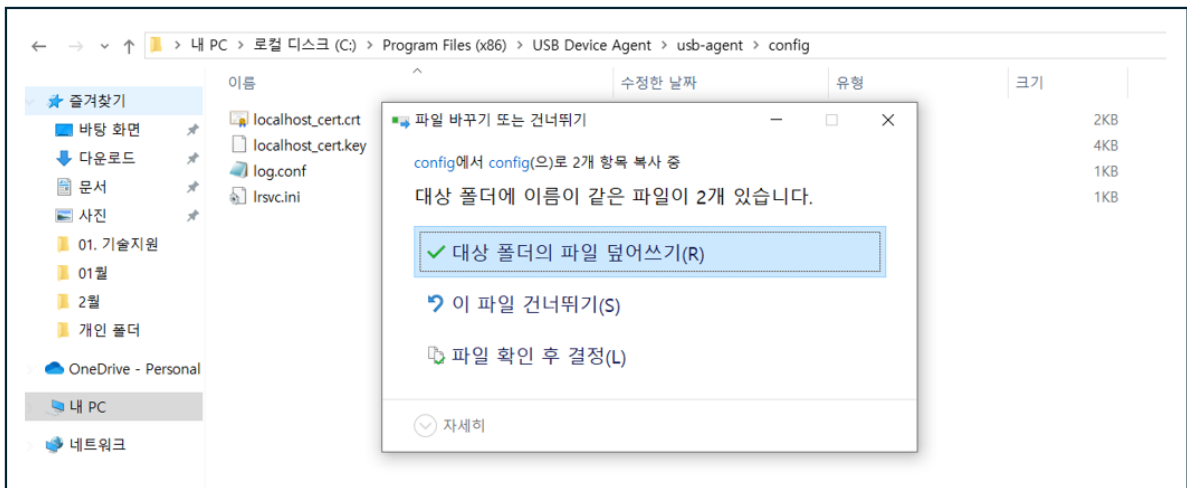 내 PC > 로컬 디스크 (C:) > Program Files (x86) > USB Device Agent > usb-agent > config
이름 수정한 날짜 유형 크기
즐겨찾기
바탕 화면
다운로드
문서
사진
01. 기술지원
01월
2월
개인 폴더
OneDrive - Personal
내 PC
네트워크
localhost_cert.crt 2KB
localhost_cert.key 4KB
log.conf 1KB
lrsvc.ini 1KB
파일 바꾸기 또는 건너뛰기
config에서 config(으)로 2개 항목 복사 중
대상 폴더에 이름이 같은 파일이 2개 있습니다.
대상 폴더의 파일 덮어쓰기(R)
이 파일 건너뛰기(S)
파일 확인 후 결정(L)
자세히